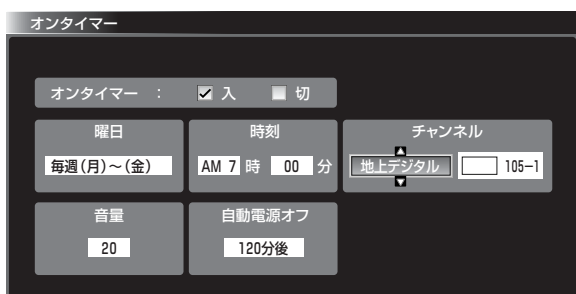 オンタイマー
オンタイマー ： 入 切
曜日 時刻 チャンネル
毎週(月)～(金) AM 7 時 00 分 地上デジタル 105-1
音量 自動電源オフ
20 120分後